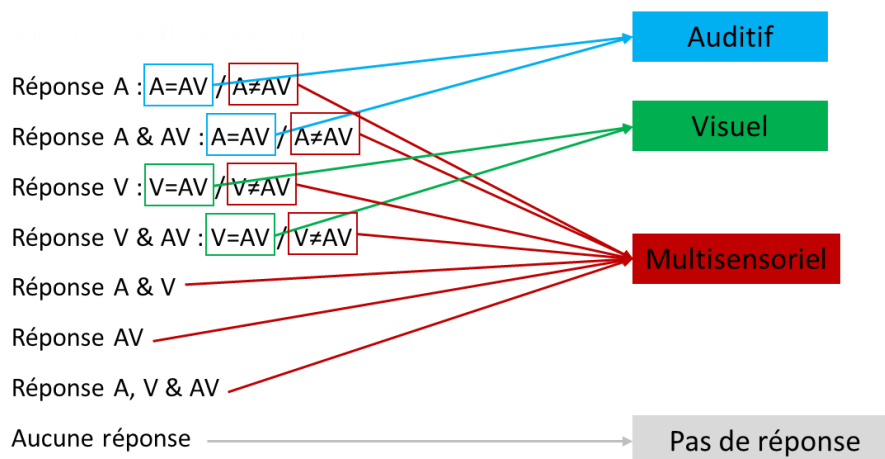 Auditif
Réponse A : A=AV / A≠AV
Réponse A & AV : A=AV / A≠AV
Visuel
Réponse V : V=AV / V≠AV
Réponse V & AV : V=AV / V≠AV
Multisensoriel
Réponse A & V
Réponse AV
Réponse A, V & AV
Aucune réponse
Pas de réponse